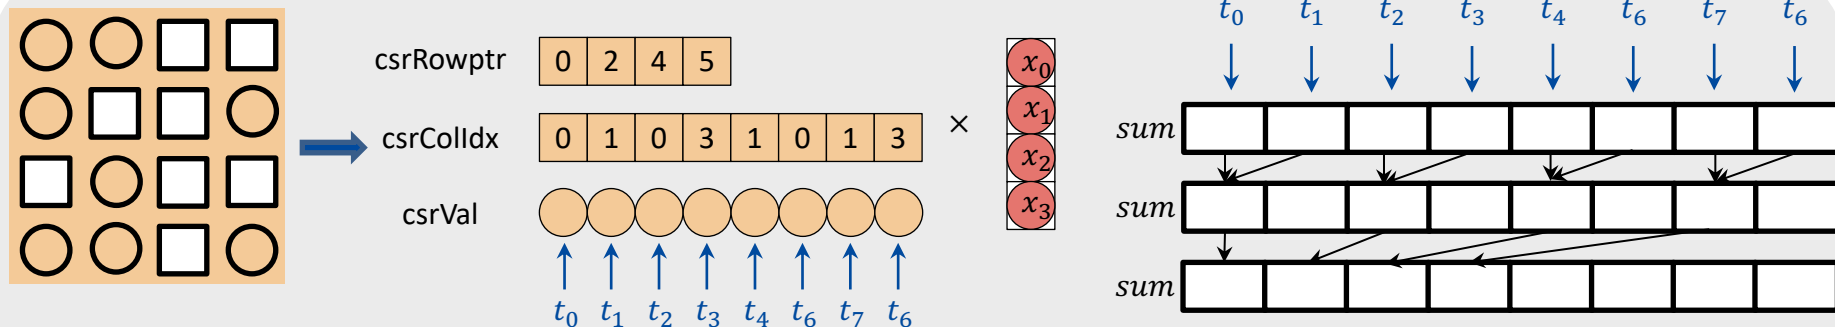 csrRowptr 0 2 4 5
csrColIdx 0 1 0 3 1 0 1 3
csrVal
t₀ t₁ t₂ t₃ t₄ t₆ t₇ t₆
×
x₀
x₁
x₂
x₃
t₀ t₁ t₂ t₃ t₄ t₆ t₇ t₆
sum
sum
sum